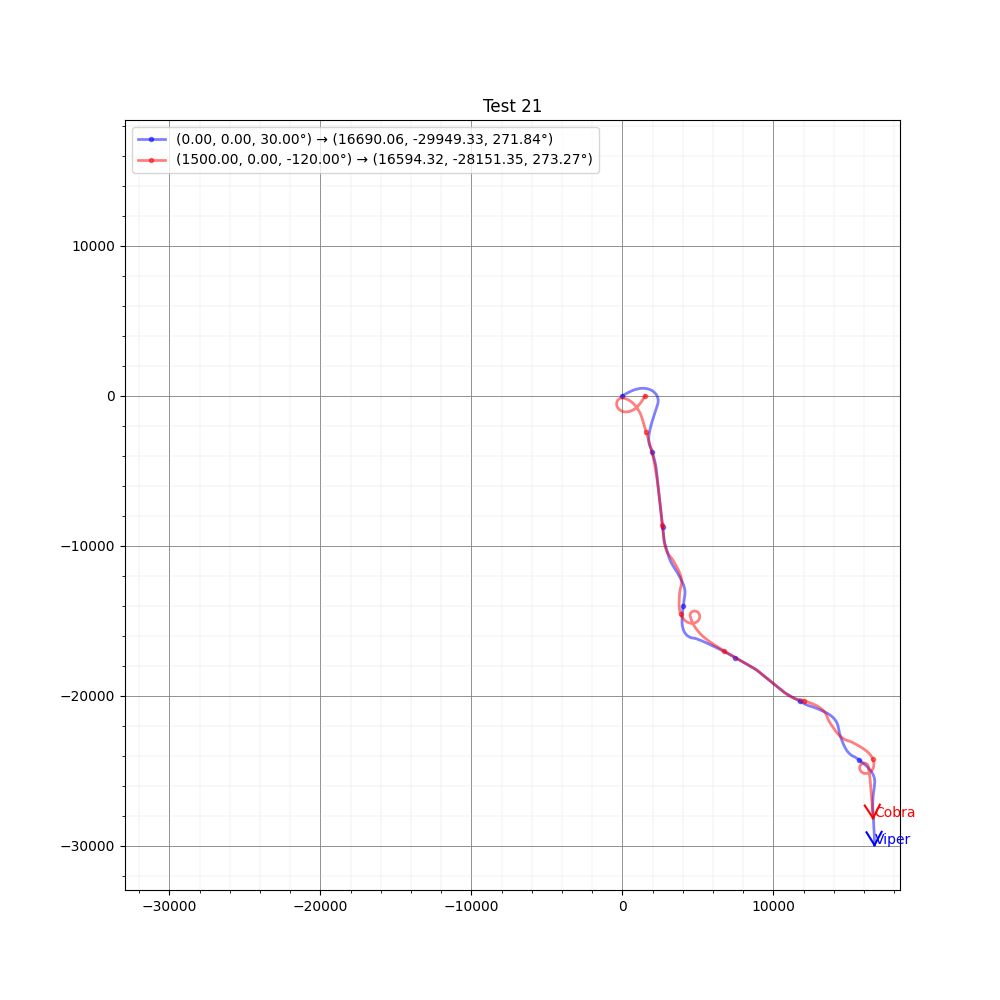 Test 21
(0.00, 0.00, 30.00°) → (16690.06, -29949.33, 271.84°)
(1500.00, 0.00, -120.00°) → (16594.32, -28151.35, 273.27°)
10000
0
−10000
−20000
−30000
Cobra
Viper
−30000 −20000 −10000 0 10000